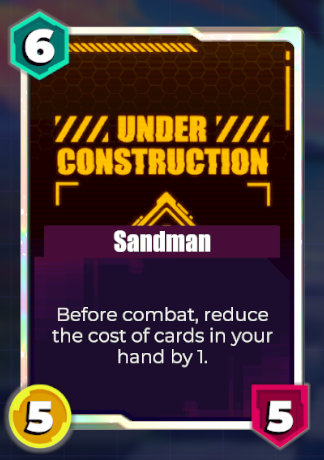 6
UNDER
CONSTRUCTION
Sandman
Before combat, reduce
the cost of cards in your
hand by 1.
5
5